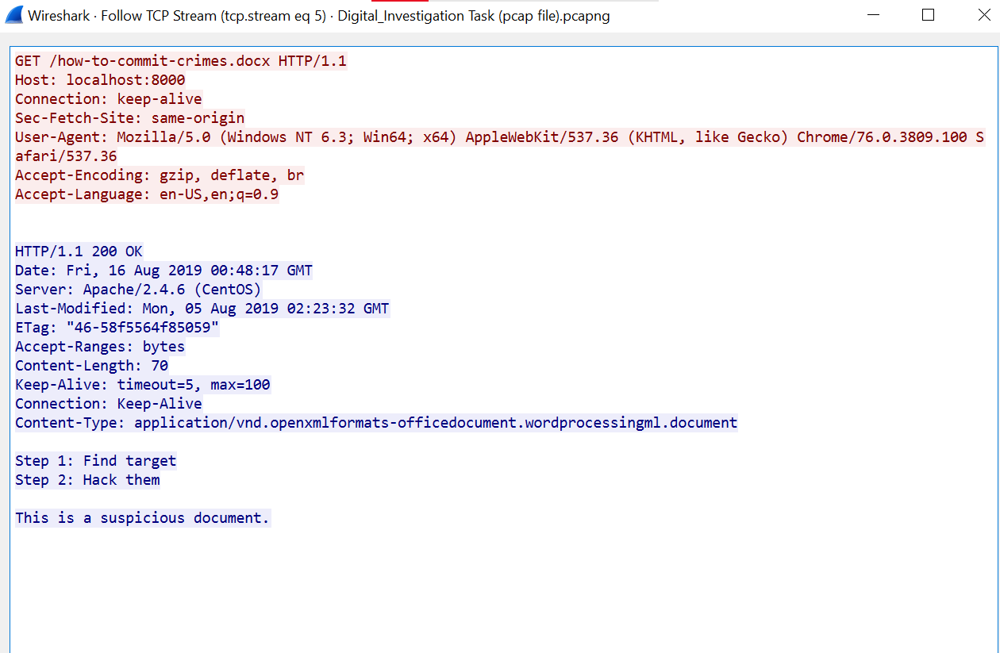 Wireshark · Follow TCP Stream (tcp.stream eq 5) · Digital_Investigation Task (pcap file).pcapng
GET /how-to-commit-crimes.docx HTTP/1.1
Host: localhost:8000
Connection: keep-alive
Sec-Fetch-Site: same-origin
User-Agent: Mozilla/5.0 (Windows NT 6.3; Win64; x64) AppleWebKit/537.36 (KHTML, like Gecko) Chrome/76.0.3809.100 S
afari/537.36
Accept-Encoding: gzip, deflate, br
Accept-Language: en-US,en;q=0.9
HTTP/1.1 200 OK
Date: Fri, 16 Aug 2019 00:48:17 GMT
Server: Apache/2.4.6 (CentOS)
Last-Modified: Mon, 05 Aug 2019 02:23:32 GMT
ETag: "46-58f5564f85059"
Accept-Ranges: bytes
Content-Length: 70
Keep-Alive: timeout=5, max=100
Connection: Keep-Alive
Content-Type: application/vnd.openxmlformats-officedocument.wordprocessingml.document
Step 1: Find target
Step 2: Hack them
This is a suspicious document.